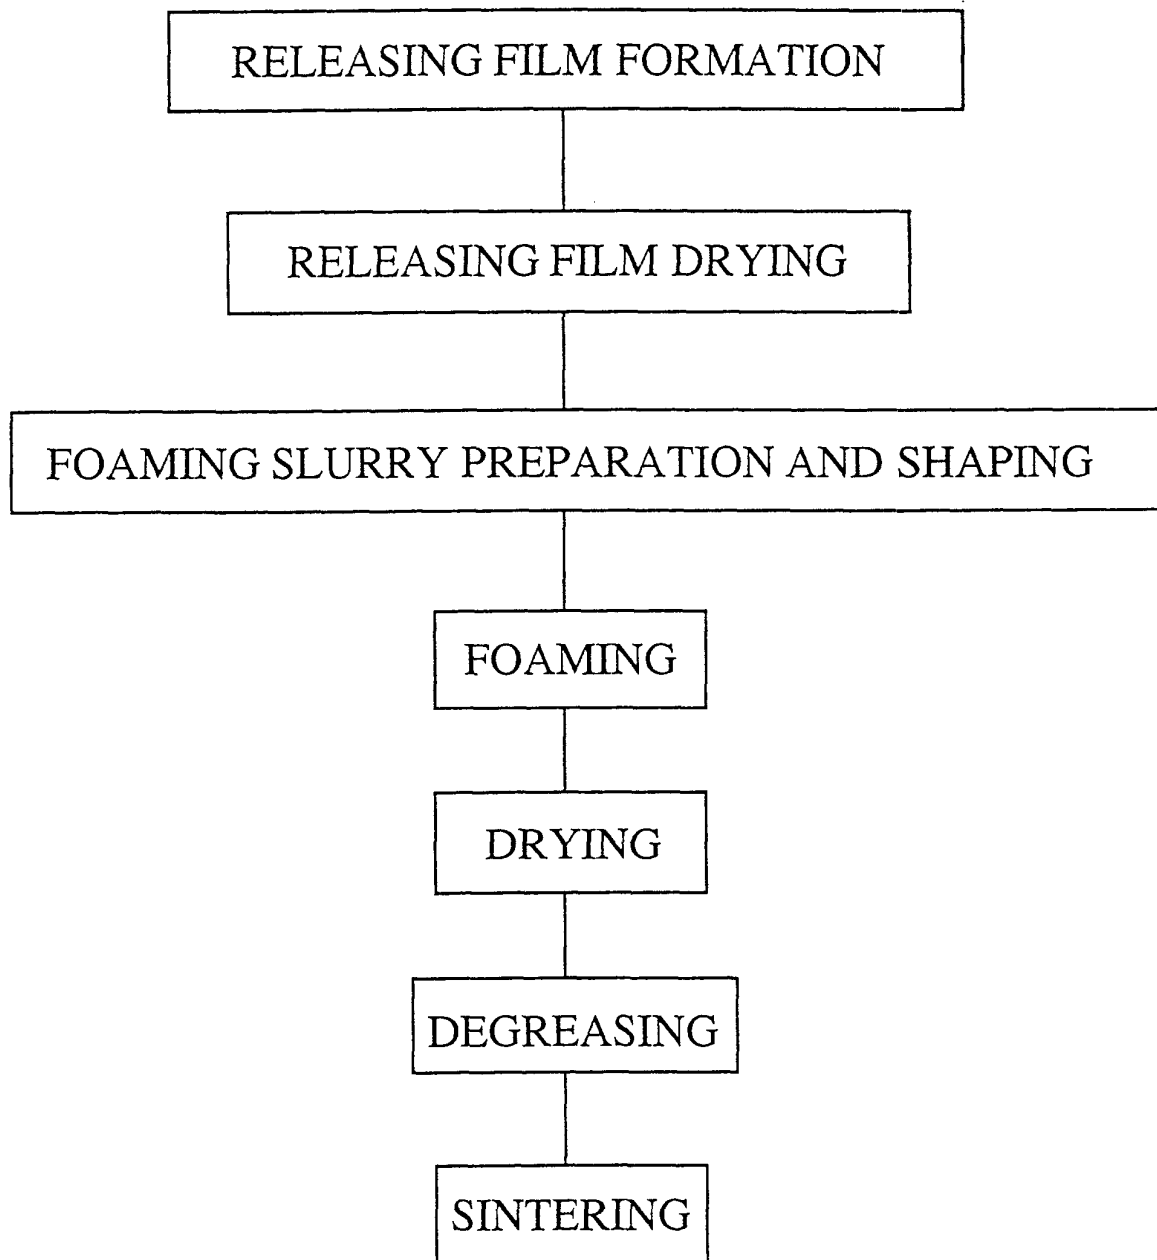 RELEASING FILM FORMATION
RELEASING FILM DRYING
FOAMING SLURRY PREPARATION AND SHAPING
FOAMING
DRYING
DEGREASING
SINTERING